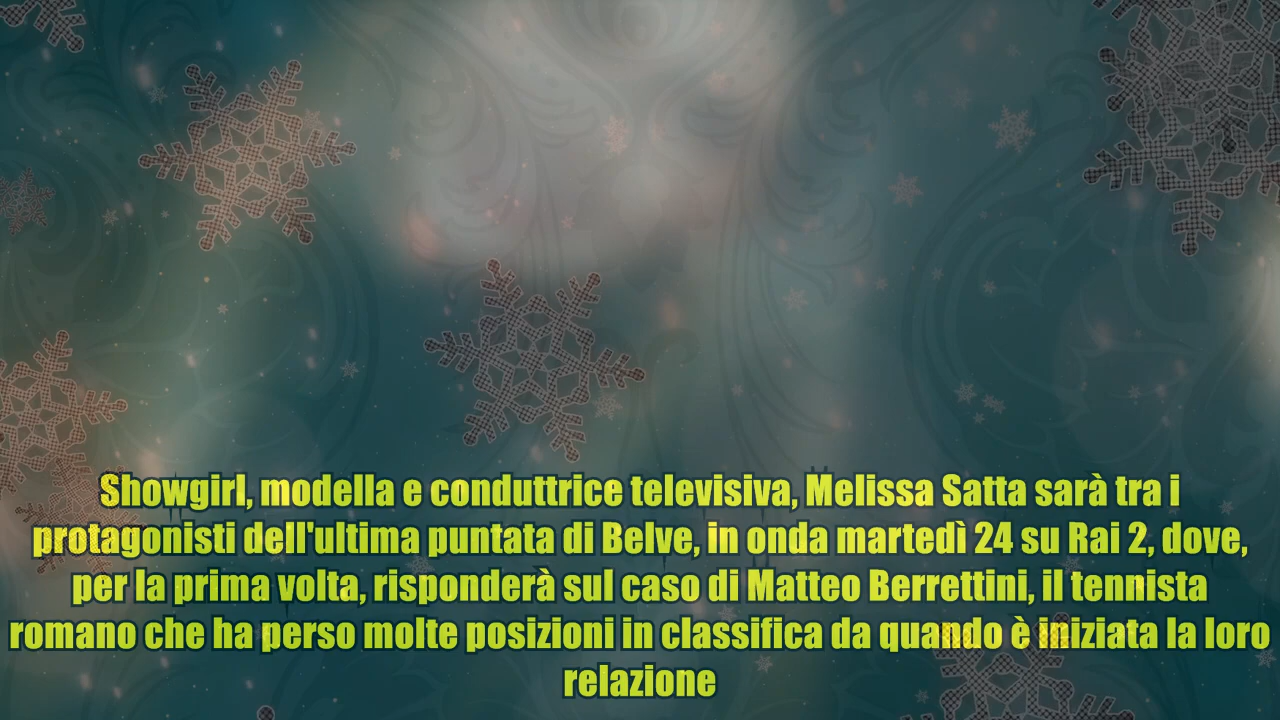 Showgirl, modella e conduttrice televisiva, Melissa Satta sarà tra i
protagonisti dell'ultima puntata di Belve, in onda martedì 24 su Rai 2, dove,
per la prima volta, risponderà sul caso di Matteo Berrettini, il tennista
romano che ha perso molte posizioni in classifica da quando è iniziata la loro
relazione